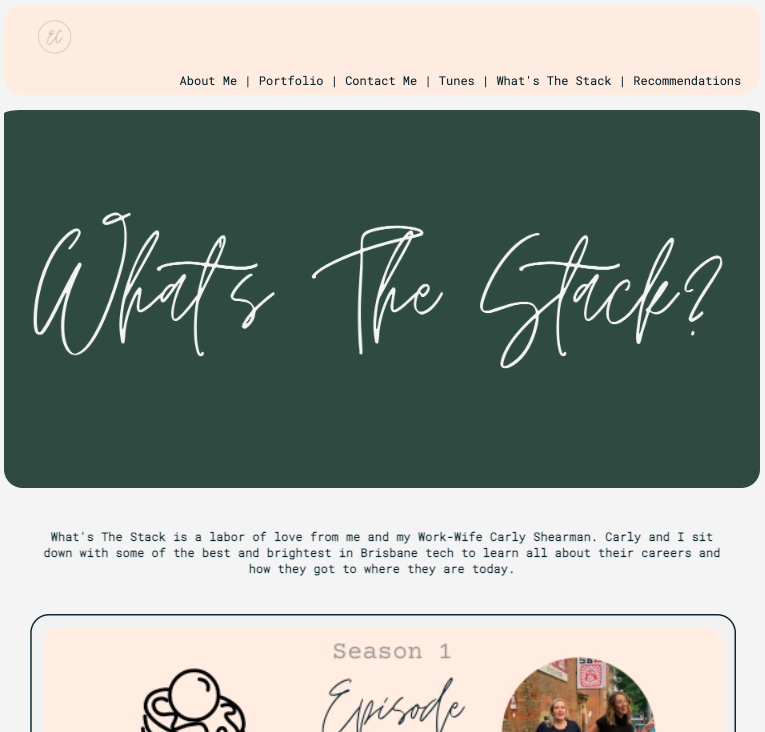 EC
About Me | Portfolio | Contact Me | Tunes | What's The Stack | Recommendations
What's The Stack?
What's The Stack is a labor of love from me and my Work-Wife Carly Shearman. Carly and I sit
down with some of the best and brightest in Brisbane tech to learn all about their careers and
how they got to where they are today.
Season 1
Episode